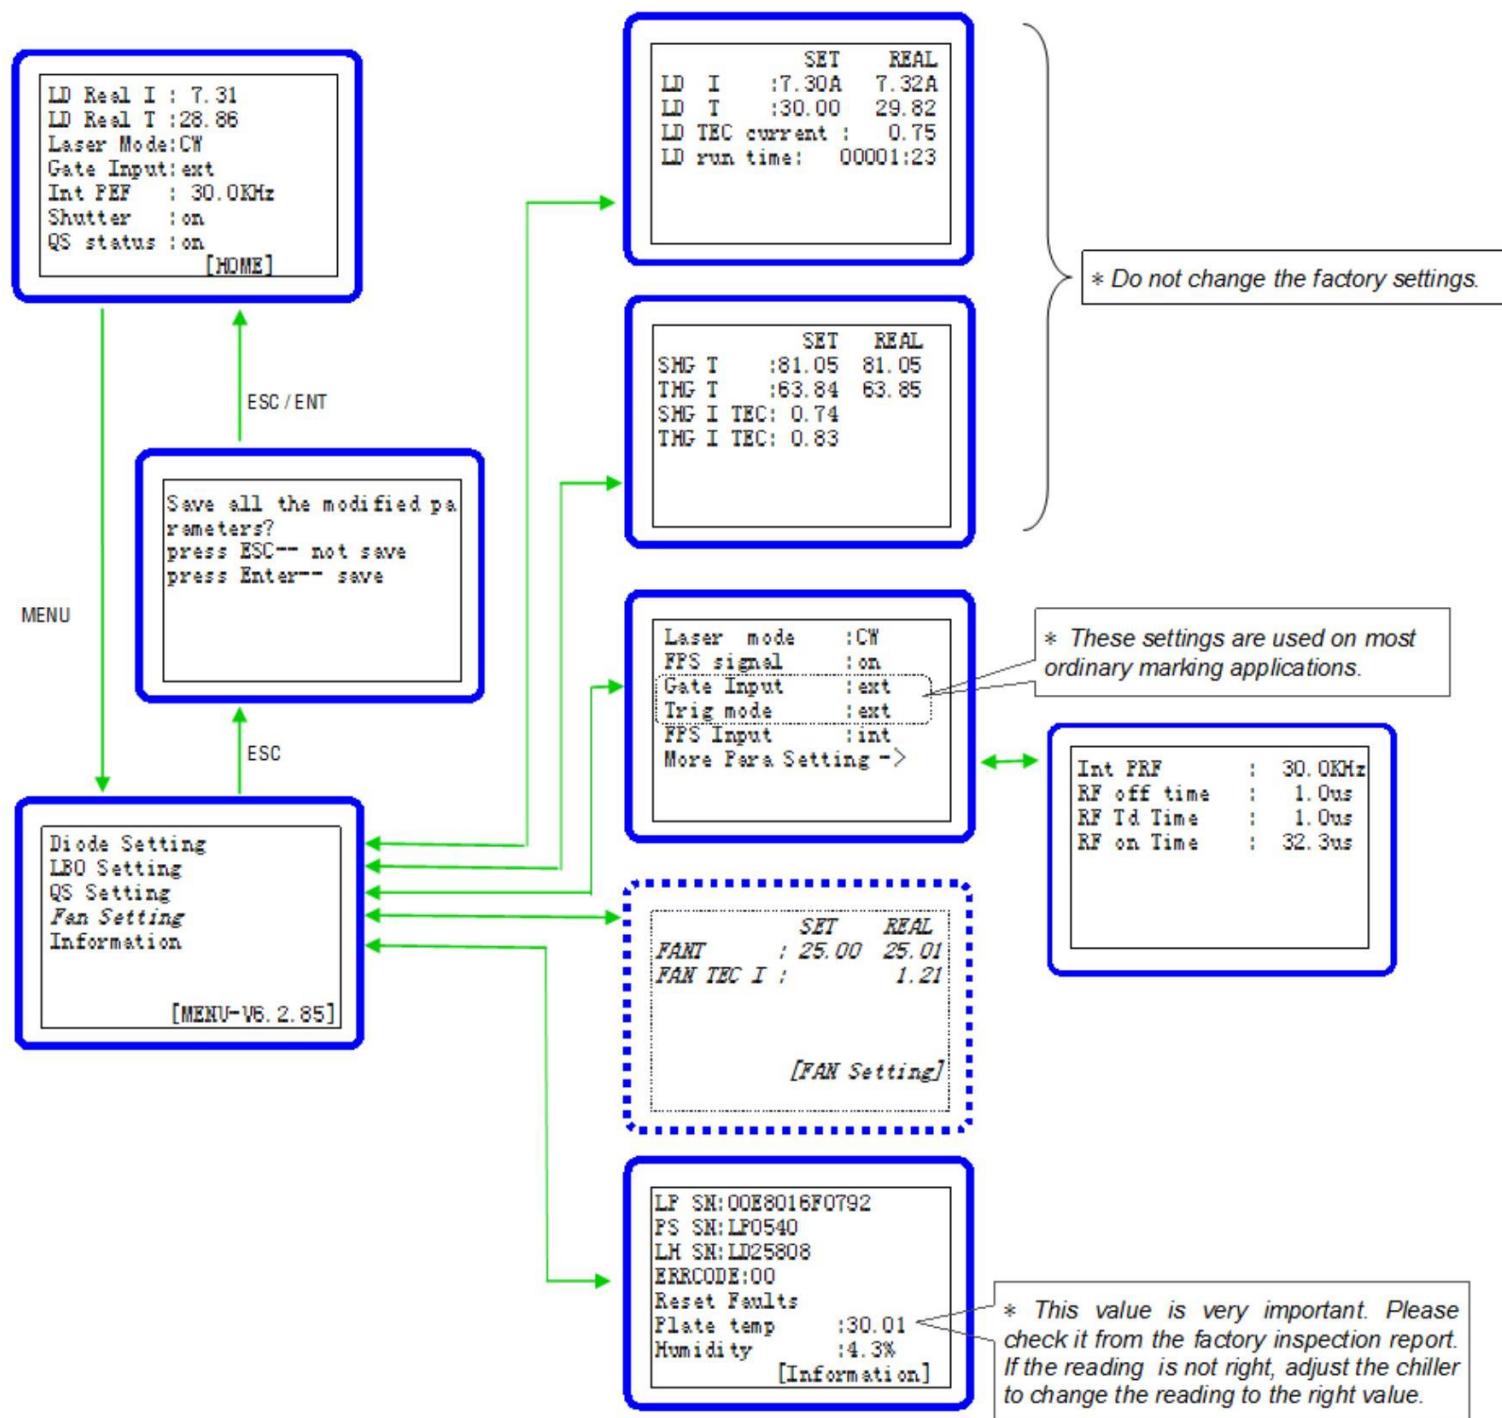 LD Real I : 7.31
LD Real T :28.86
Laser Mode:CW
Gate Input:ext
Int PEF : 30.0KHz
Shutter :on
QS status :on
[HOME]
MENU
ESC / ENT
Save all the modified pa
rameters?
press ESC-- not save
press Enter-- save
ESC
Diode Setting
LBO Setting
QS Setting
Fan Setting
Information
[MENU-V6.2.85]
SET REAL
LD I :7.30A 7.32A
LD T :30.00 29.82
LD TEC current : 0.75
LD run time: 00001:23
SET REAL
SHG T :81.05 81.05
THG T :63.84 63.85
SHG I TEC: 0.74
THG I TEC: 0.83
* Do not change the factory settings.
Laser mode :CW
FPS signal :on
Gate Input :ext
Trig mode :ext
FPS Input :int
More Para Setting ->
* These settings are used on most
ordinary marking applications.
Int PRF : 30.0KHz
RF off time : 1.0us
RF Td Time : 1.0us
RF on Time : 32.3us
SET REAL
FANT : 25.00 25.01
FAN TEC I : 1.21
[FAN Setting]
LP SN:00E8016F0792
PS SN:LP0540
LH SN:LD25808
ERRCODE:00
Reset Faults
Plate temp :30.01
Humidity :4.3%
[Information]
* This value is very important. Please
check it from the factory inspection report.
If the reading is not right, adjust the chiller
to change the reading to the right value.